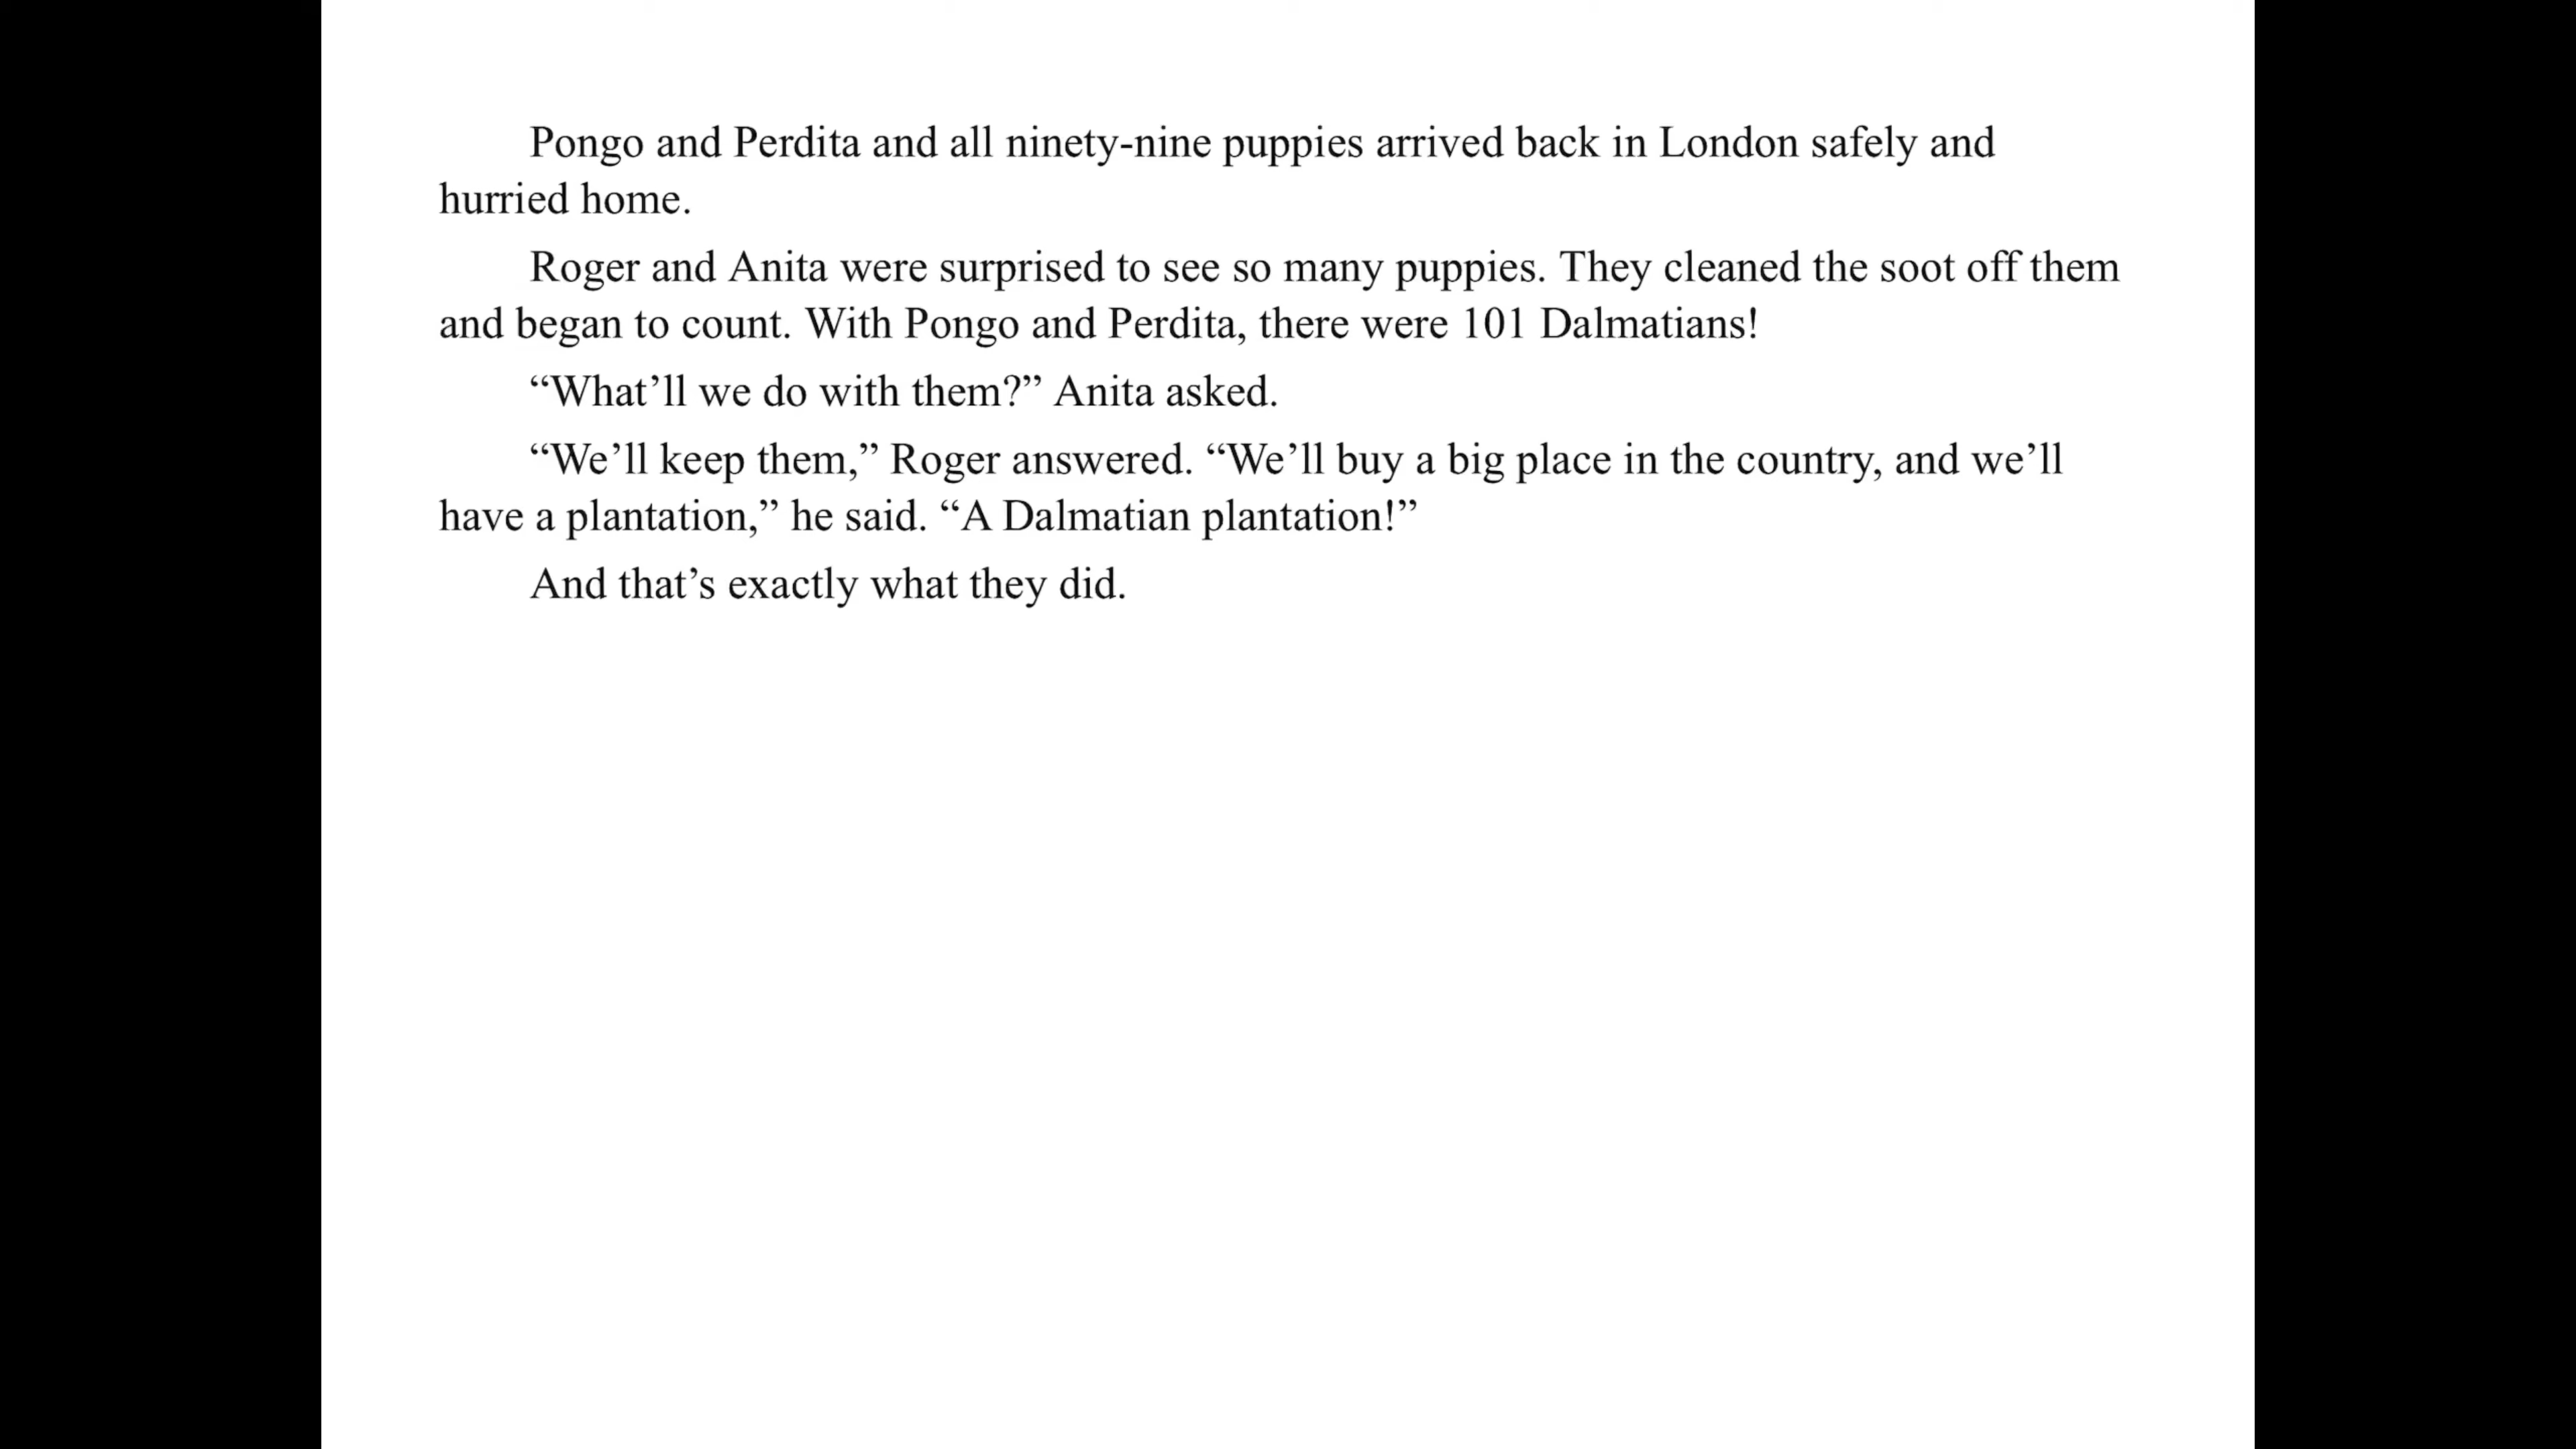 Pongo and Perdita and all ninety-nine puppies arrived back in London safely and
hurried home.
Roger and Anita were surprised to see so many puppies. They cleaned the soot off them
and began to count. With Pongo and Perdita, there were 101 Dalmatians!
“What’ll we do with them?” Anita asked.
“We’ll keep them,” Roger answered. “We’ll buy a big place in the country, and we’ll
have a plantation,” he said. “A Dalmatian plantation!”
And that’s exactly what they did.